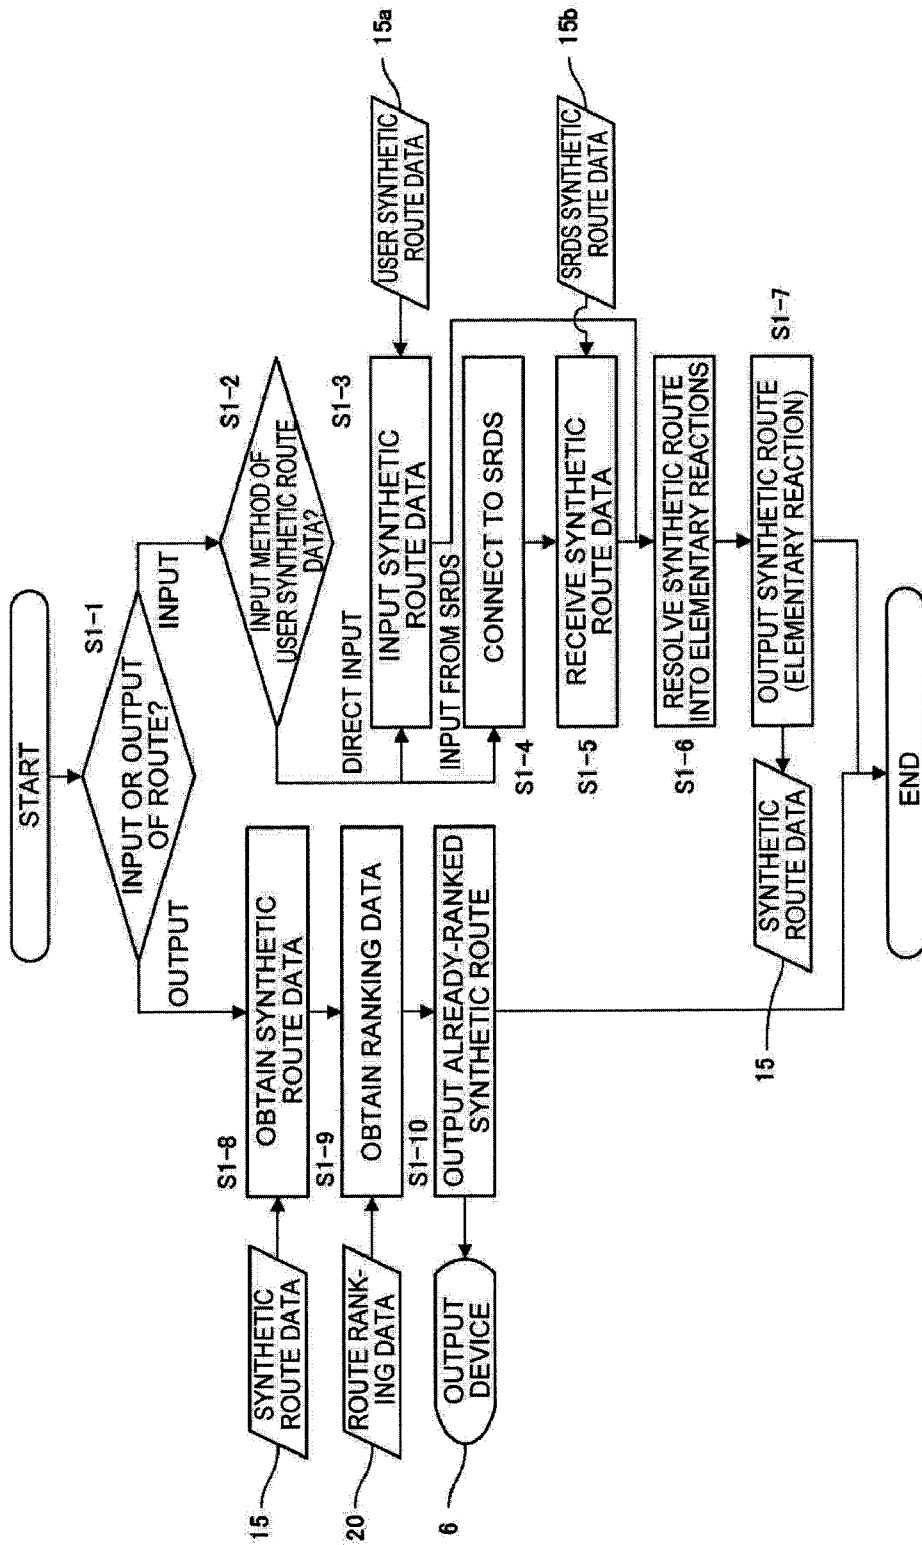 START
S1-1
INPUT OR OUTPUT
OF ROUTE?
OUTPUT
INPUT
S1-2
INPUT METHOD OF
USER SYNTHETIC ROUTE
DATA?
DIRECT INPUT
S1-3
INPUT SYNTHETIC
ROUTE DATA
USER SYNTHETIC
ROUTE DATA
15a
INPUT FROM SRDS
S1-4
CONNECT TO SRDS
S1-5
RECEIVE SYNTHETIC
ROUTE DATA
SRDS SYNTHETIC
ROUTE DATA
15b
S1-6
RESOLVE SYNTHETIC ROUTE
INTO ELEMENTARY REACTIONS
S1-7
OUTPUT SYNTHETIC ROUTE
(ELEMENTARY REACTION)
SYNTHETIC
ROUTE DATA
15
S1-8
OBTAIN SYNTHETIC
ROUTE DATA
SYNTHETIC
ROUTE DATA
15
S1-9
OBTAIN RANKING DATA
ROUTE RANK-
ING DATA
20
S1-10
OUTPUT ALREADY-RANKED
SYNTHETIC ROUTE
OUTPUT
DEVICE
6
END